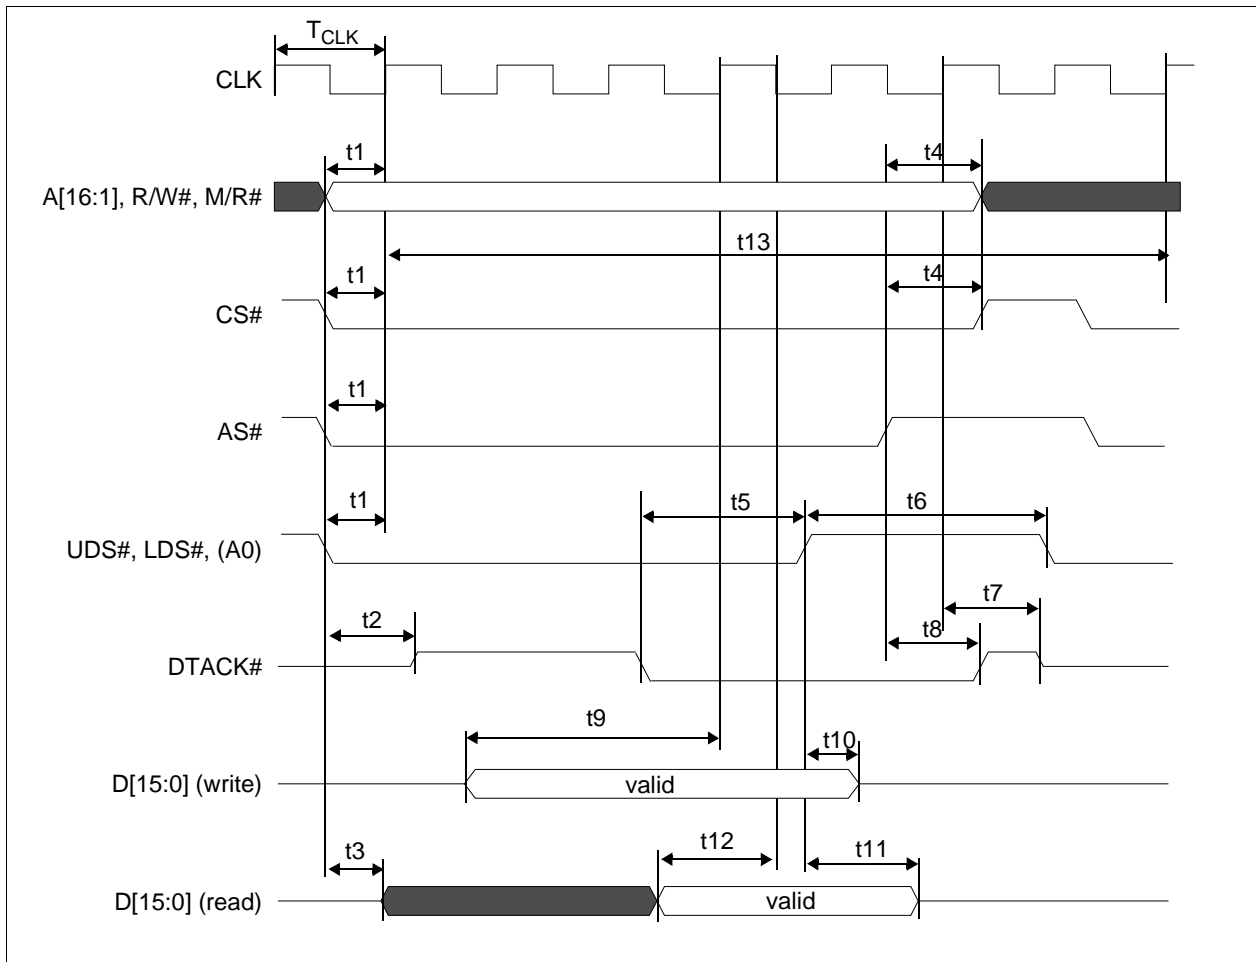 TCLK
CLK
t1
t4
A[16:1], R/W#, M/R#
t13
t1
t4
CS#
t1
AS#
t1
t5
t6
UDS#, LDS#, (A0)
t7
t2
t8
DTACK#
t9
t10
D[15:0] (write)
valid
t12
t11
t3
D[15:0] (read)
valid